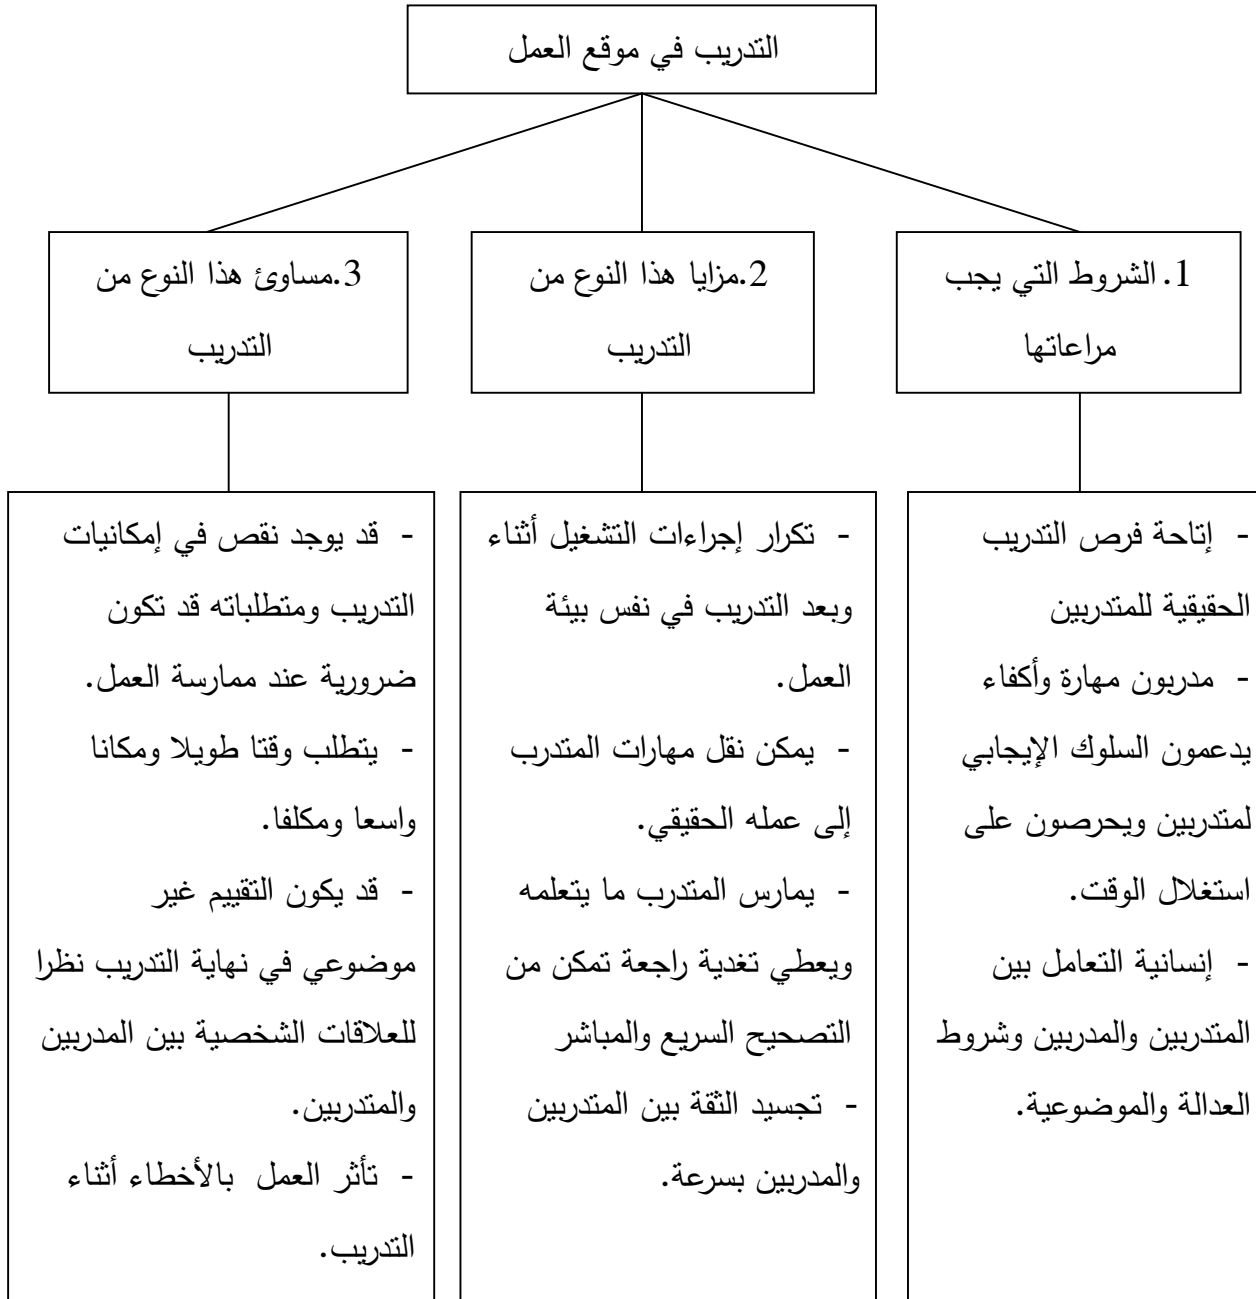 التدريب في موقع العمل
1. الشروط التي يجب
مراعاتها
2.مزايا هذا النوع من
التدريب
3.مساوئ هذا النوع من
التدريب
- إتاحة فرص التدريب
الحقيقية للمتدربين
- مدربون مهارة وأكفاء
يدعمون السلوك الإيجابي
لمتدربين ويحرصون على
استغلال الوقت.
- إنسانية التعامل بين
المتدربين والمدربين وشروط
العدالة والموضوعية.
- تكرار إجراءات التشغيل أثناء
وبعد التدريب في نفس بيئة
العمل.
- يمكن نقل مهارات المتدرب
إلى عمله الحقيقي.
- يمارس المتدرب ما يتعلمه
ويعطي تغدية راجعة تمكن من
التصحيح السريع والمباشر
- تجسيد الثقة بين المتدربين
والمدربين بسرعة.
- قد يوجد نقص في إمكانيات
التدريب ومتطلباته قد تكون
ضرورية عند ممارسة العمل.
- يتطلب وقتا طويلا ومكانا
واسعا ومكلفا.
- قد يكون التقييم غير
موضوعي في نهاية التدريب نظرا
للعلاقات الشخصية بين المدربين
والمتدربين.
- تأثر العمل بالأخطاء أثناء
التدريب.